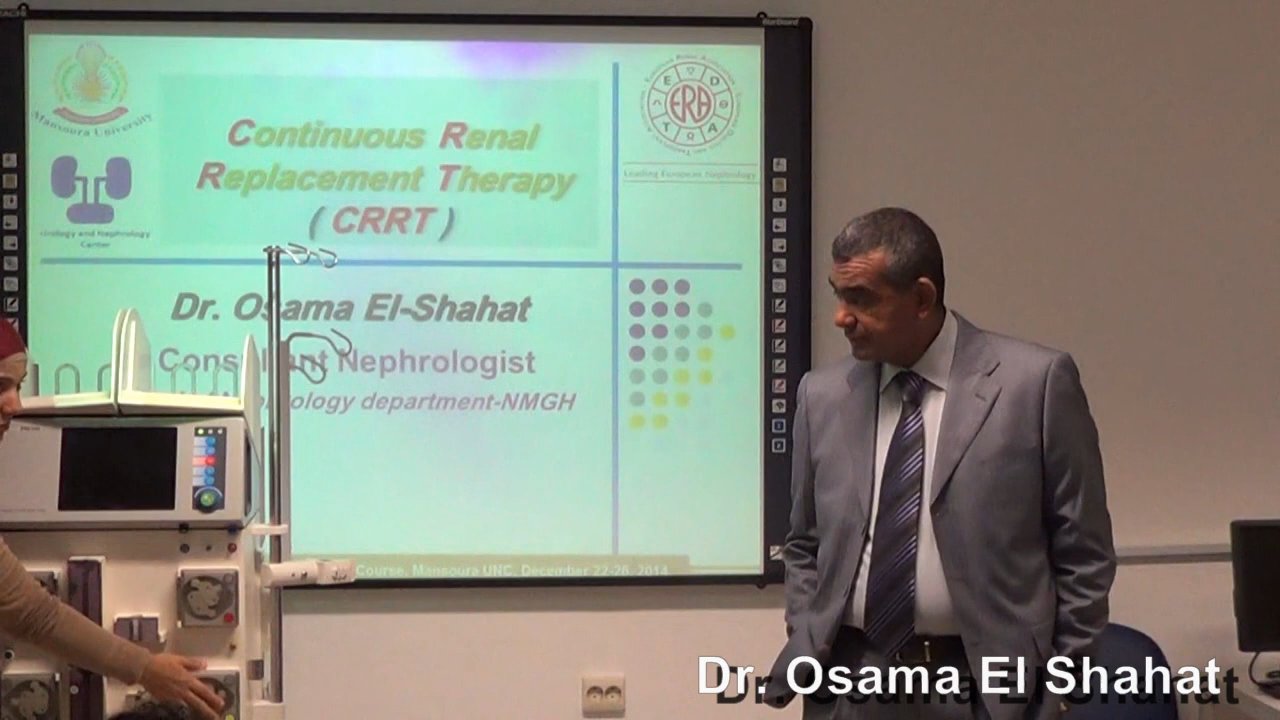 Mansoura University
Urology and Nephrology
Center
Continuous Renal
Replacement Therapy
( CRRT )
ERA
E D T A
Leading European Nephrology
Dr. Osama El-Shahat
Consultant Nephrologist
department-NMGH
Course, Mansoura UNC, December 22-26, 2014
Dr. Osama El Shahat